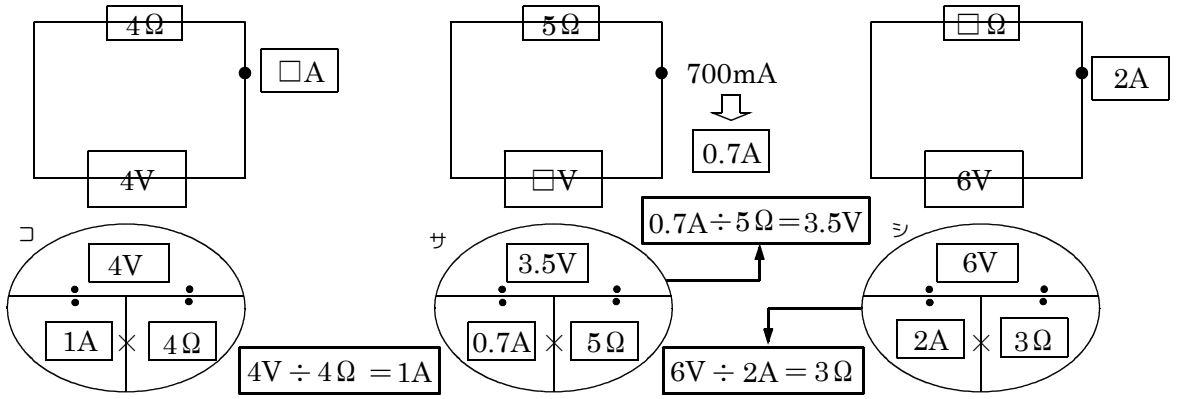 4Ω
□A
4V
5Ω
700mA
0.7A
□V
□Ω
2A
6V
コ
4V
1A × 4Ω
4V÷4Ω=1A
サ
3.5V
0.7A × 5Ω
0.7A÷5Ω=3.5V
シ
6V
2A × 3Ω
6V÷2A=3Ω